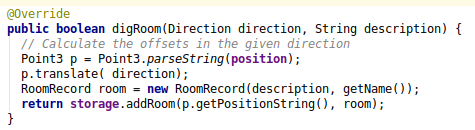 @Override
public boolean digRoom(Direction direction, String description) {
// Calculate the offsets in the given direction
Point3 p = Point3.parseString(position);
p.translate( direction);
RoomRecord room = new RoomRecord(description, getName());
return storage.addRoom(p.getPositionString(), room);
}